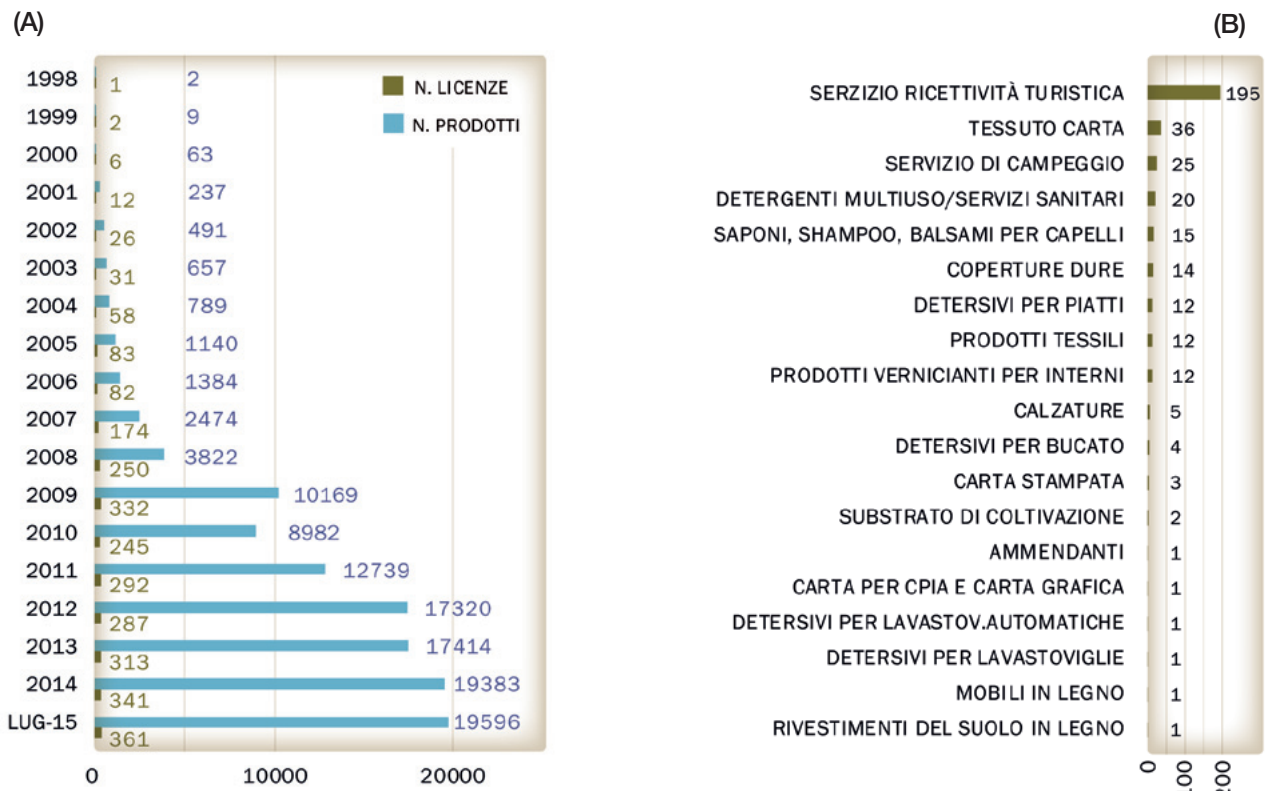 (A)
N. LICENZE
N. PRODOTTI
1998 1 2
1999 2 9
2000 6 63
2001 12 237
2002 26 491
2003 31 657
2004 58 789
2005 83 1140
2006 82 1384
2007 174 2474
2008 250 3822
2009 332 10169
2010 245 8982
2011 292 12739
2012 287 17320
2013 313 17414
2014 341 19383
LUG-15 361 19596
0 10000 20000
(B)
SERZIZIO RICETTIVITÀ TURISTICA 195
TESSUTO CARTA 36
SERVIZIO DI CAMPEGGIO 25
DETERGENTI MULTIUSO/SERVIZI SANITARI 20
SAPONI, SHAMPOO, BALSAMI PER CAPELLI 15
COPERTURE DURE 14
DETERSIVI PER PIATTI 12
PRODOTTI TESSILI 12
PRODOTTI VERNICIANTI PER INTERNI 12
CALZATURE 5
DETERSIVI PER BUCATO 4
CARTA STAMPATA 3
SUBSTRATO DI COLTIVAZIONE 2
AMMENDANTI 1
CARTA PER CPIA E CARTA GRAFICA 1
DETERSIVI PER LAVASTOV.AUTOMATICHE 1
DETERSIVI PER LAVASTOVIGLIE 1
MOBILI IN LEGNO 1
RIVESTIMENTI DEL SUOLO IN LEGNO 1
0 100 200